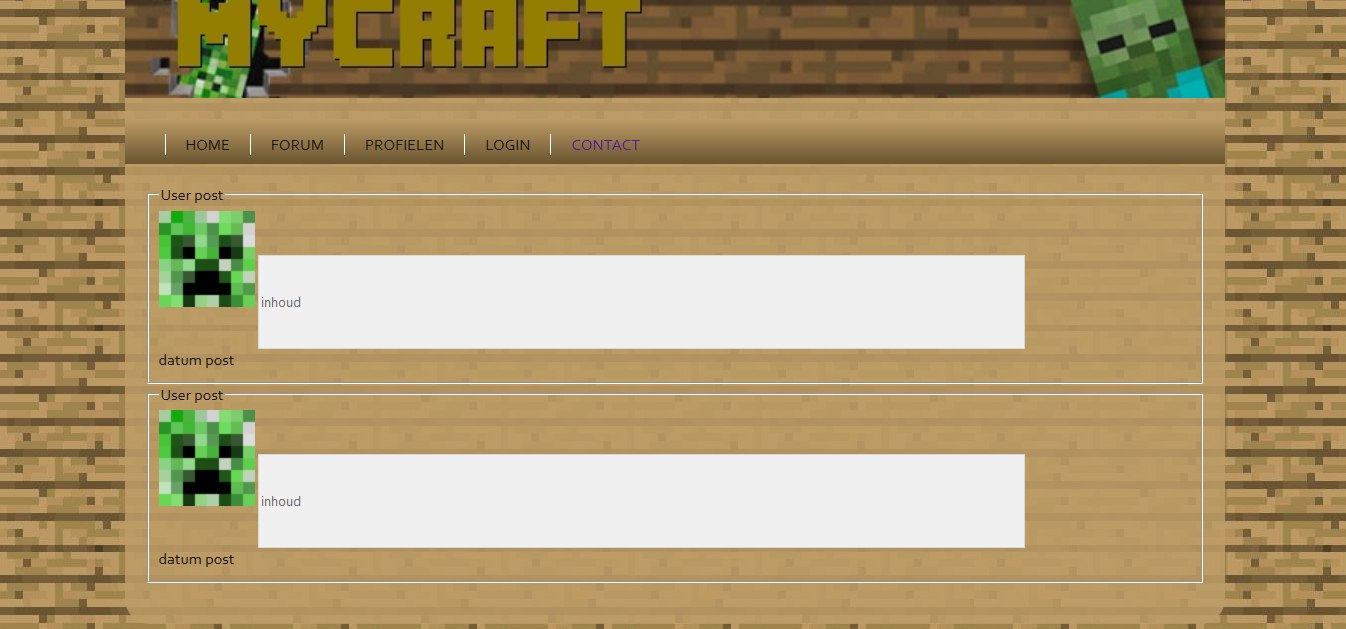 MYCRAFT
HOME FORUM PROFIELEN LOGIN CONTACT
User post
inhoud
datum post
User post
inhoud
datum post